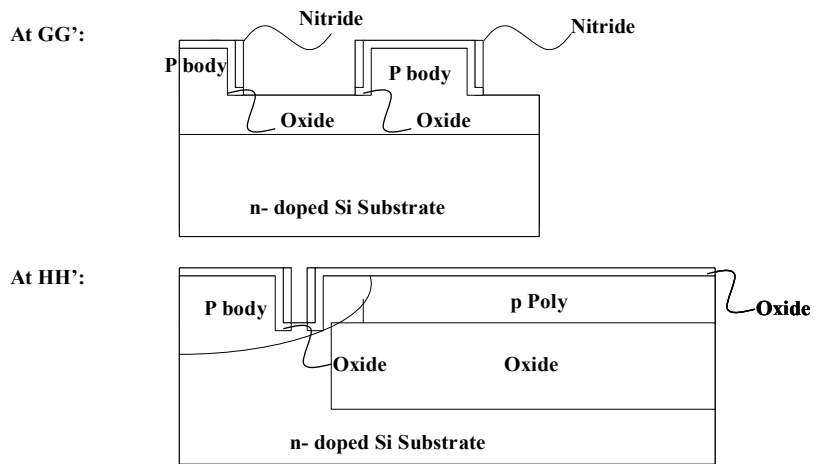 At GG':
Nitride
Nitride
P body
P body
Oxide
Oxide
n- doped Si Substrate
At HH':
P body
p Poly
Oxide
Oxide
Oxide
n- doped Si Substrate